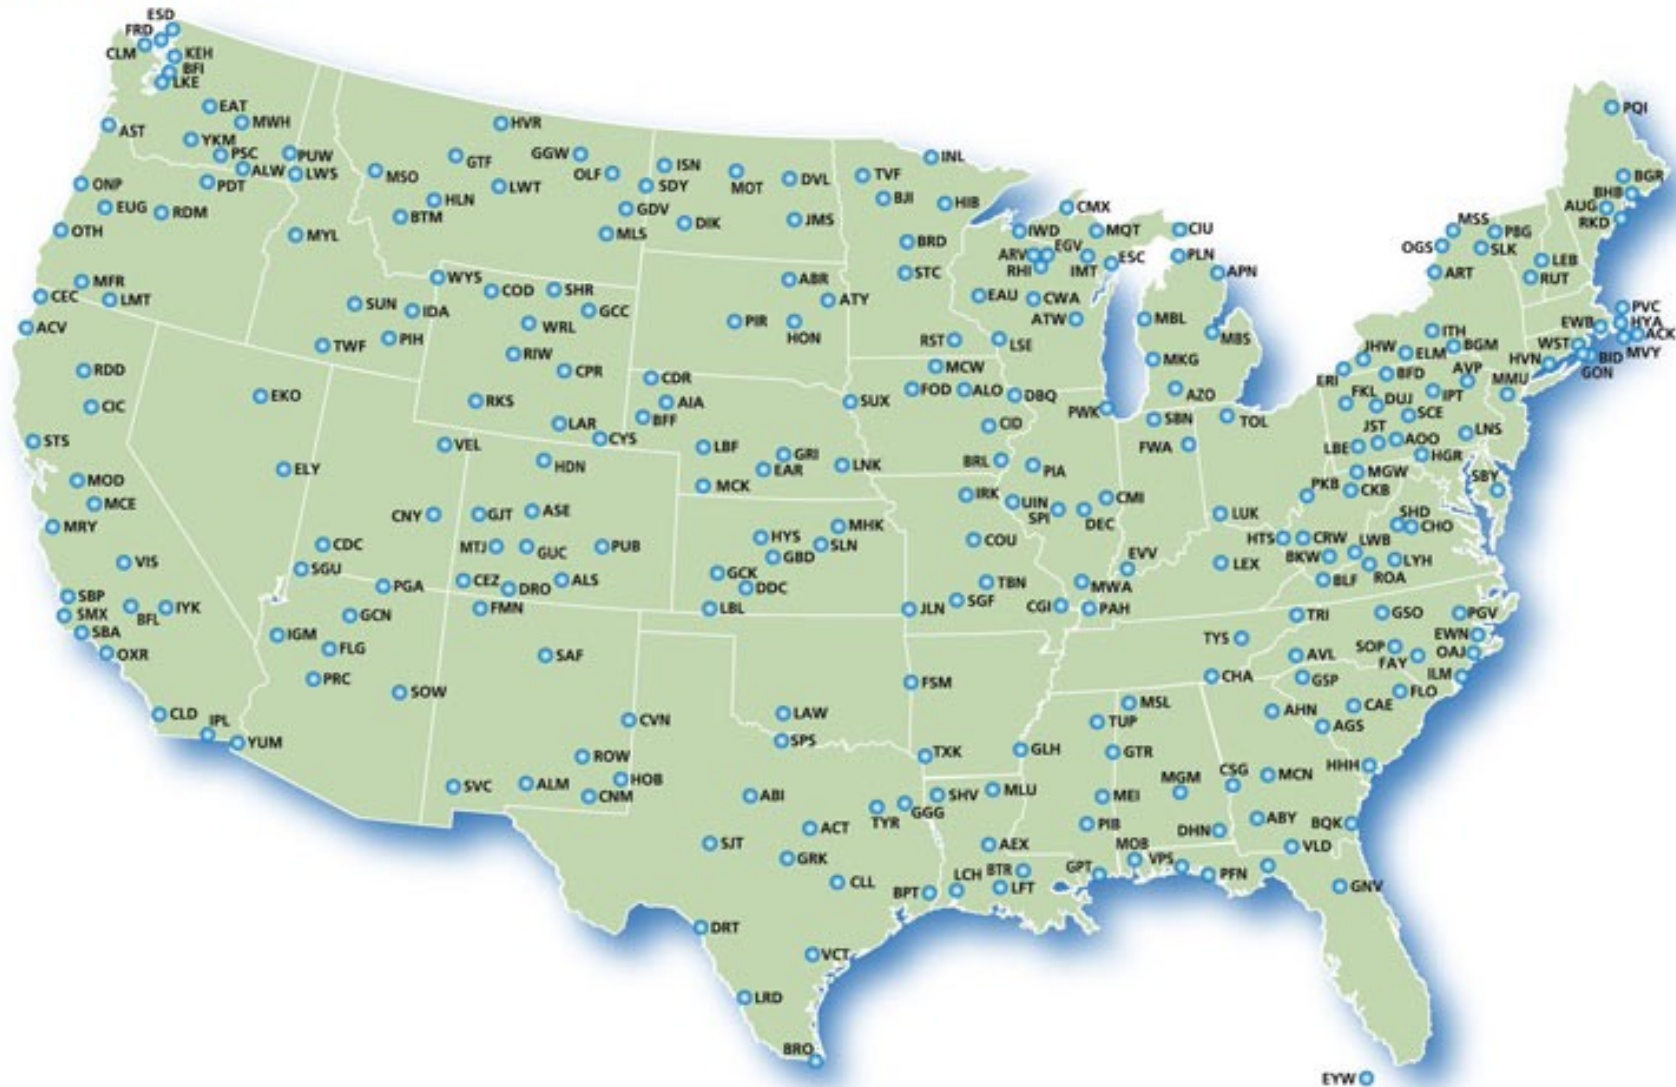 ESD
FRD
CLM
KEH
BFI
LKE
EAT
MWH
AST
YKM
PSC
PUW
ALW
LWS
ONP
PDT
EUG
RDM
OTH
MYL
MFR
CEC
LMT
ACV
SUN
IDA
TWF
PIH
HVR
GTF
GGW
OLF
MSO
LWT
HLN
BTM
SDY
GDV
MLS
WYS
ISN
MOT
DVL
DIK
JMS
COD
SHR
GCC
WRL
RIW
CPR
RKS
LAR
CYS
ABR
ATY
PIR
HON
TVF
INL
BJI
HIB
BRD
STC
RST
CMX
IWD
MQT
CIU
EGV
ARV
RHI
IMT
ESC
PLN
APN
EAU
CWA
ATW
LSE
MBL
MBS
MKG
AZO
PQI
BGR
BHB
AUG
RKD
MSS
PBG
OGS
SLK
LEB
RUT
ART
PVC
HYA
EWB
ACK
WST
MVY
BID
GON
HVN
ITH
JHW
ELM
BGM
ERI
BFD
AVP
MMU
FKL
DUJ
IPT
SCE
JST
AOO
LNS
LBE
HGR
RDD
EKO
CIC
STS
VEL
ELY
MOD
MCE
MRY
CDR
AIA
BFF
SUX
LBF
GRI
EAR
LNK
MCK
MCW
FOD
ALO
DBQ
CID
BRL
PWK
SBN
TOL
FWA
PIA
HDN
CNY
GJT
ASE
MTJ
GUC
PUB
CEZ
DRO
ALS
FMN
CDC
SGU
PGA
VIS
SBP
SMX
BFL
IYK
SBA
OXR
GCN
IGM
FLG
PRC
SOW
CLD
IPL
YUM
MHK
HYS
SLN
GBD
GCK
DDC
LBL
IRK
UIN
SPI
DEC
CMI
COU
TBN
SGF
JLN
CGI
EVV
MWA
PAH
LUK
LEX
MGW
CKB
PKB
SBY
SHD
CHO
HTS
CRW
LWB
BKW
LYH
ROA
BLF
TRI
GSO
PGV
TYS
EWN
SOP
OAJ
FAY
AVL
CHA
GSP
ILM
FLO
CAE
AHN
AGS
SAF
CVN
ROW
HOB
SVC
ALM
CNM
LAW
SPS
FSM
TXK
GLH
MSL
TUP
GTR
CSG
MCN
HHH
MGM
ABI
SHV
MLU
MEI
TYR
GGG
ACT
PIB
DHN
ABY
BQK
SJT
GRK
AEX
MOB
VPS
VLD
CLL
BPT
LCH
BTR
LFT
GPT
PFN
GNV
DRT
VCT
LRD
BRO
EYW